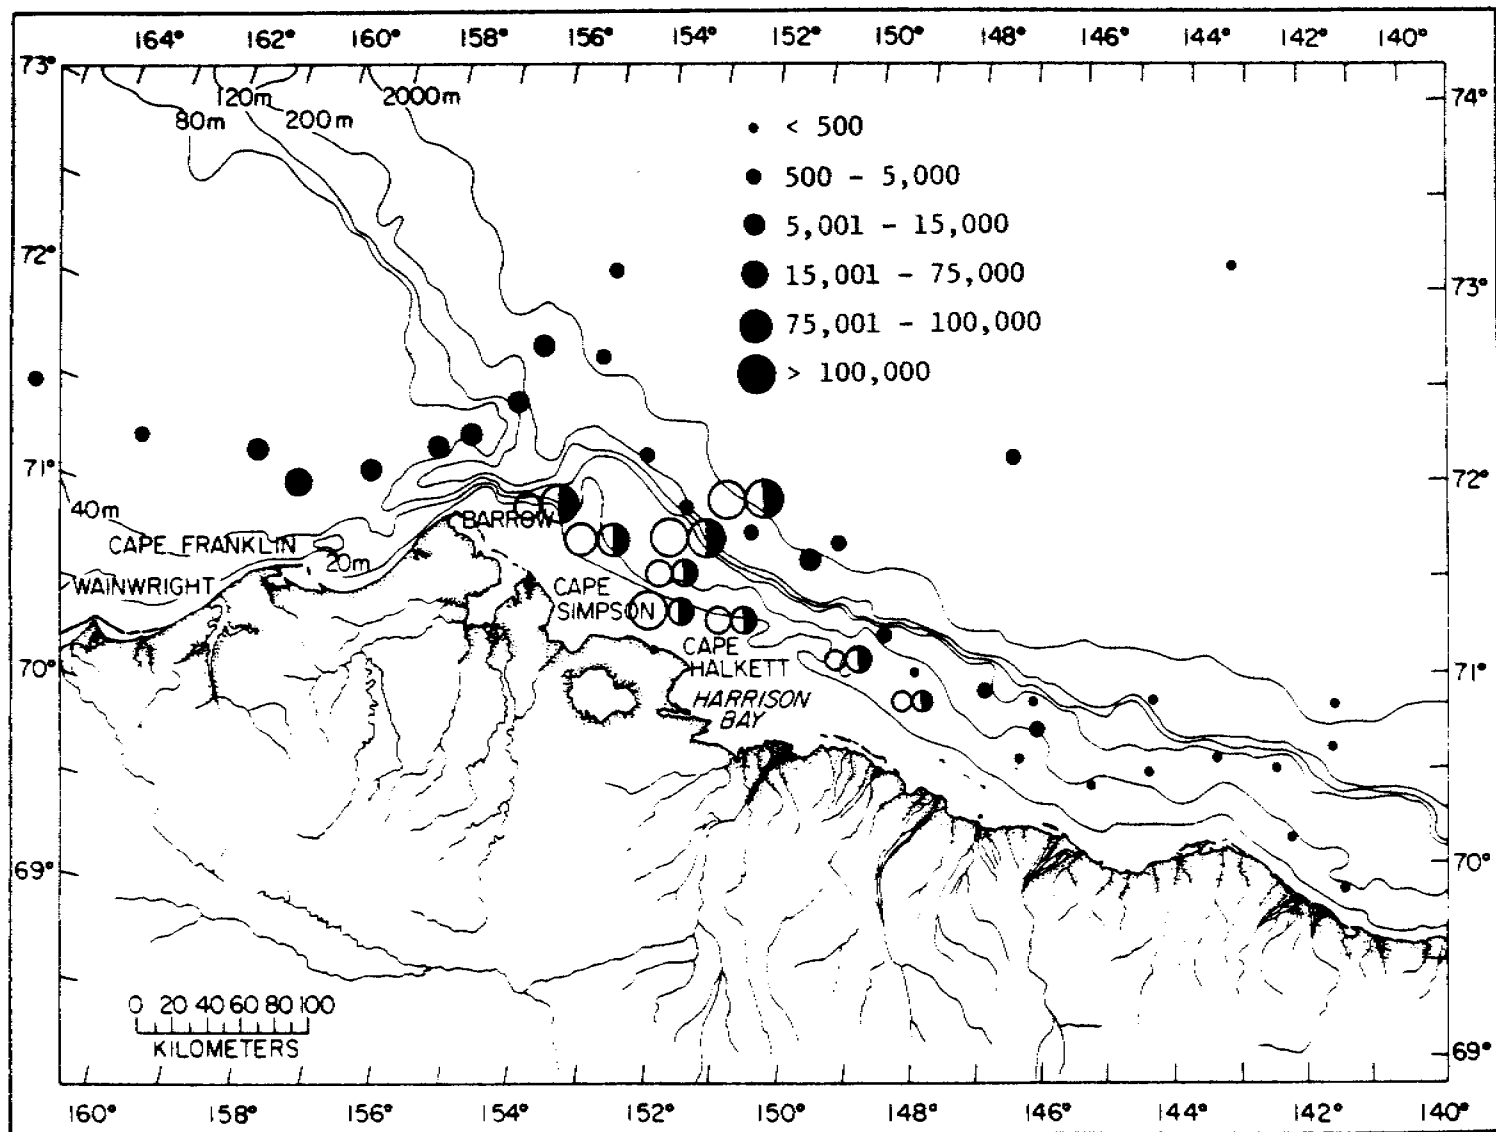 164° 162° 160° 158° 156° 154° 152° 150° 148° 146° 144° 142° 140°
73°
120m
2000m
80m
200m
74°
< 500
500 - 5,000
5,001 - 15,000
72°
15,001 - 75,000
73°
75,001 - 100,000
> 100,000
71°
72°
40m
BARROW
CAPE FRANKLIN
20m
WAINWRIGHT
CAPE
SIMPSON
CAPE
HALKETT
70°
71°
HARRISON
BAY
69°
70°
0 20 40 60 80 100
KILOMETERS
69°
160° 158° 156° 154° 152° 150° 148° 146° 144° 142° 140°